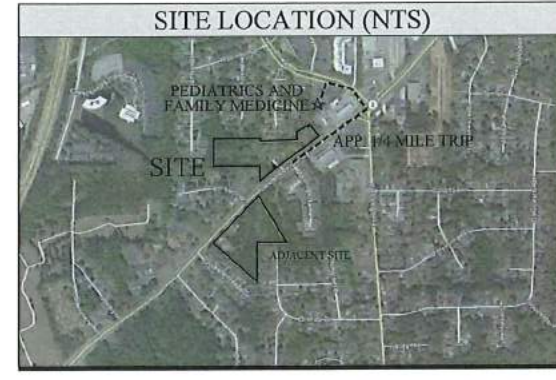 SITE LOCATION (NTS)
PEDIATRICS AND
FAMILY MEDICINE
APP. 1/4 MILE TRIP
SITE
ADJACENT SITE